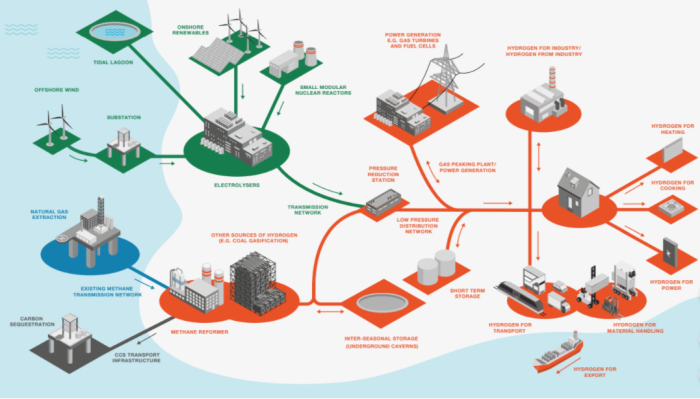 ONSHORE
RENEWABLES
POWER GENERATION
E.G. GAS TURBINES
AND FUEL CELLS
HYDROGEN FOR INDUSTRY/
HYDROGEN FROM INDUSTRY
TIDAL LAGOON
OFFSHORE WIND
SUBSTATION
SMALL MODULAR
NUCLEAR REACTORS
HYDROGEN FOR
HEATING
ELECTROLYSERS
PRESSURE
REDUCTION
STATION
GAS PEAKING PLANT/
POWER GENERATION
HYDROGEN FOR
COOKING
TRANSMISSION
NETWORK
LOW PRESSURE
DISTRIBUTION
NETWORK
NATURAL GAS
EXTRACTION
OTHER SOURCES OF HYDROGEN
(E.G. COAL GASIFICATION)
HYDROGEN FOR
POWER
EXISTING METHANE
TRANSMISSION NETWORK
SHORT TERM
STORAGE
CARBON
SEQUESTRATION
METHANE REFORMER
INTER-SEASONAL STORAGE
(UNDERGROUND CAVERNS)
HYDROGEN FOR
TRANSPORT
HYDROGEN FOR
MATERIAL HANDLING
CCS TRANSPORT
INFRASTRUCTURE
HYDROGEN FOR
EXPORT